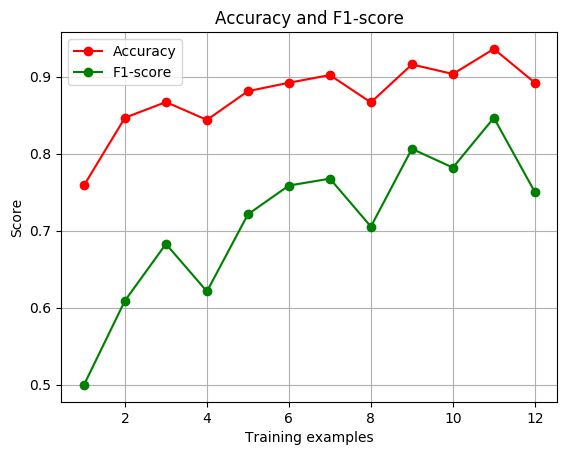 Accuracy and F1-score
Accuracy
F1-score
0.9
0.8
0.7
0.6
0.5
Score
2 4 6 8 10 12
Training examples